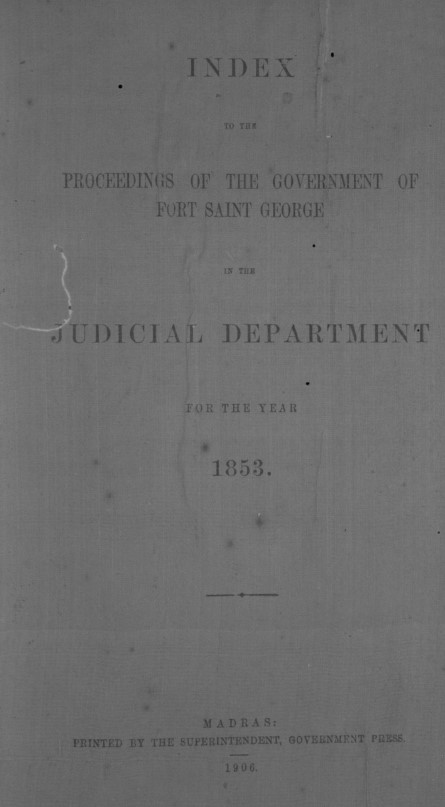 INDEX
TO THE
PROCEEDINGS OF THE GOVERNMENT OF
FORT SAINT GEORGE
IN THE
JUDICIAL DEPARTMENT
FOR THE YEAR
1853.
MADRAS:
PRINTED BY THE SUPERINTENDENT, GOVERNMENT PRESS.
1906.